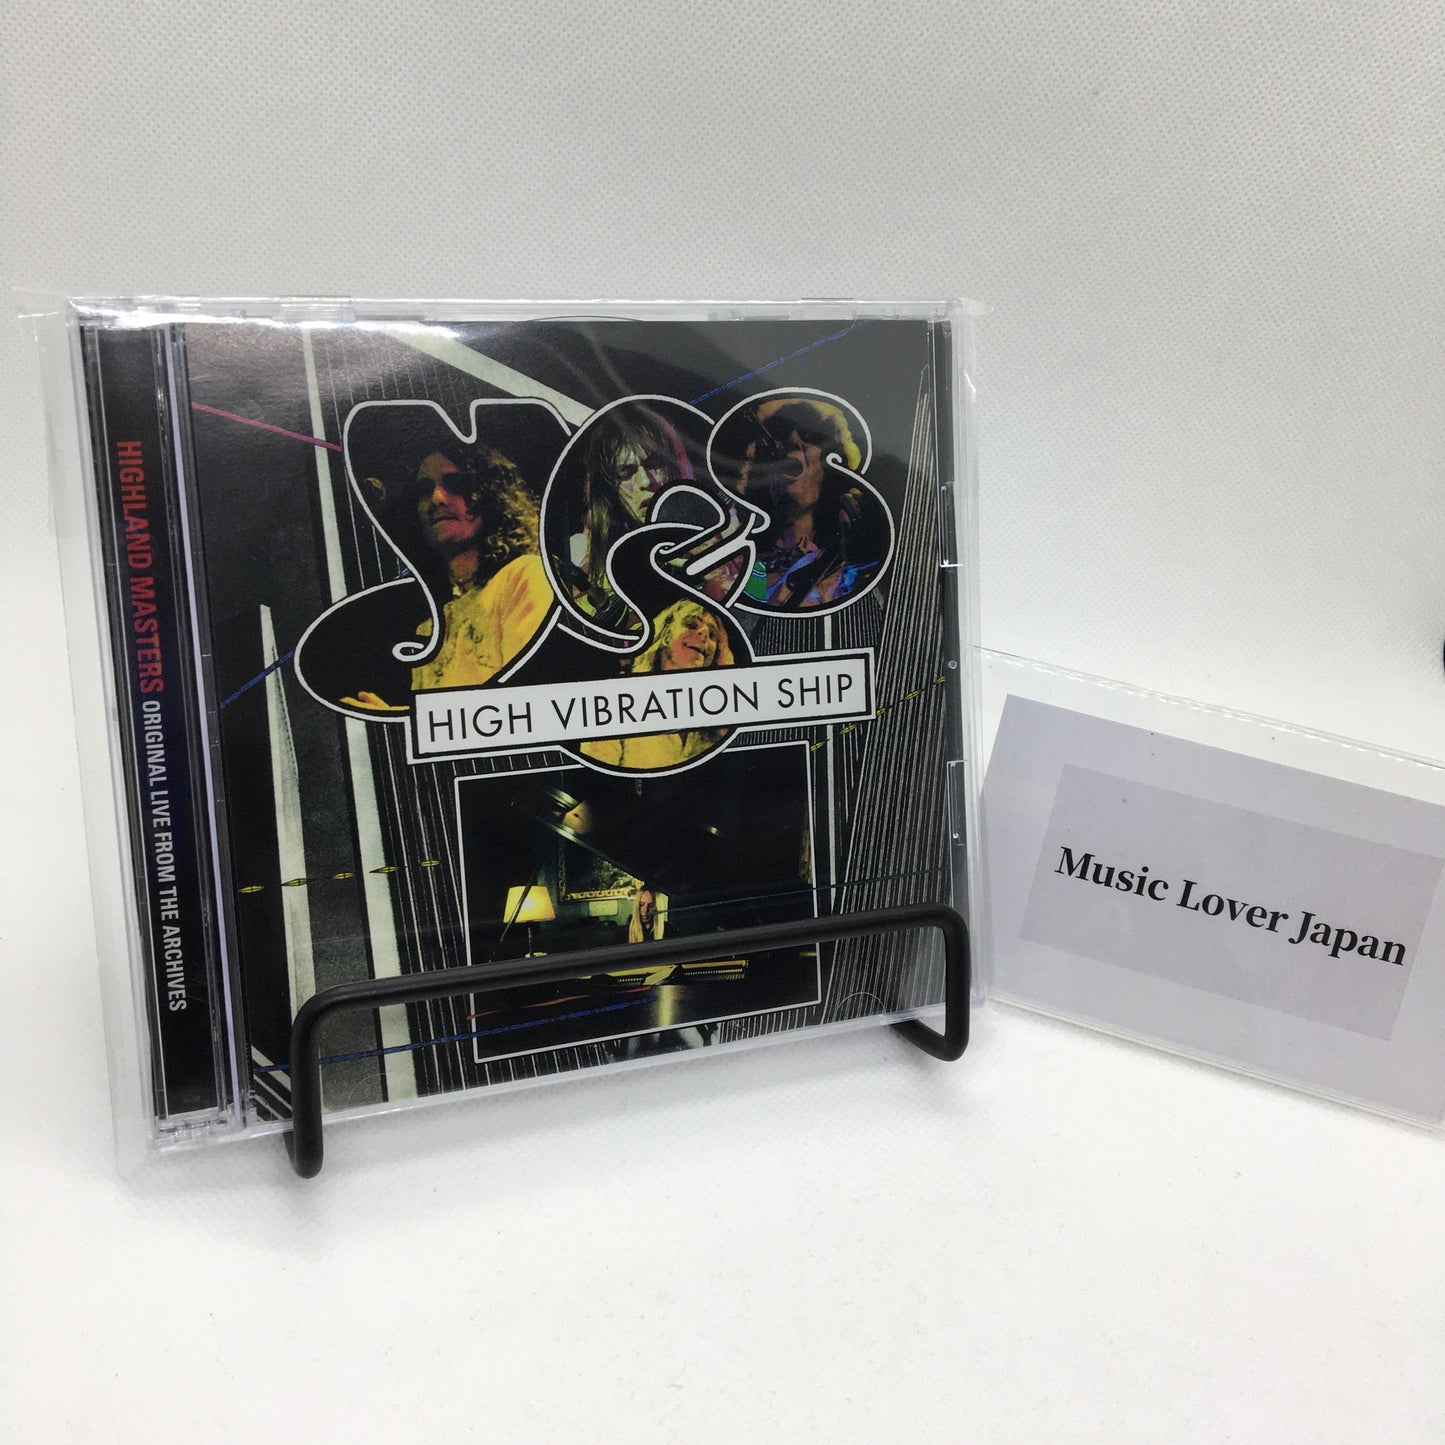 HIGHLAND MASTERS ORIGINAL LIVE FROM THE ARCHIVES
yes
HIGH VIBRATION SHIP
Music Lover Japan